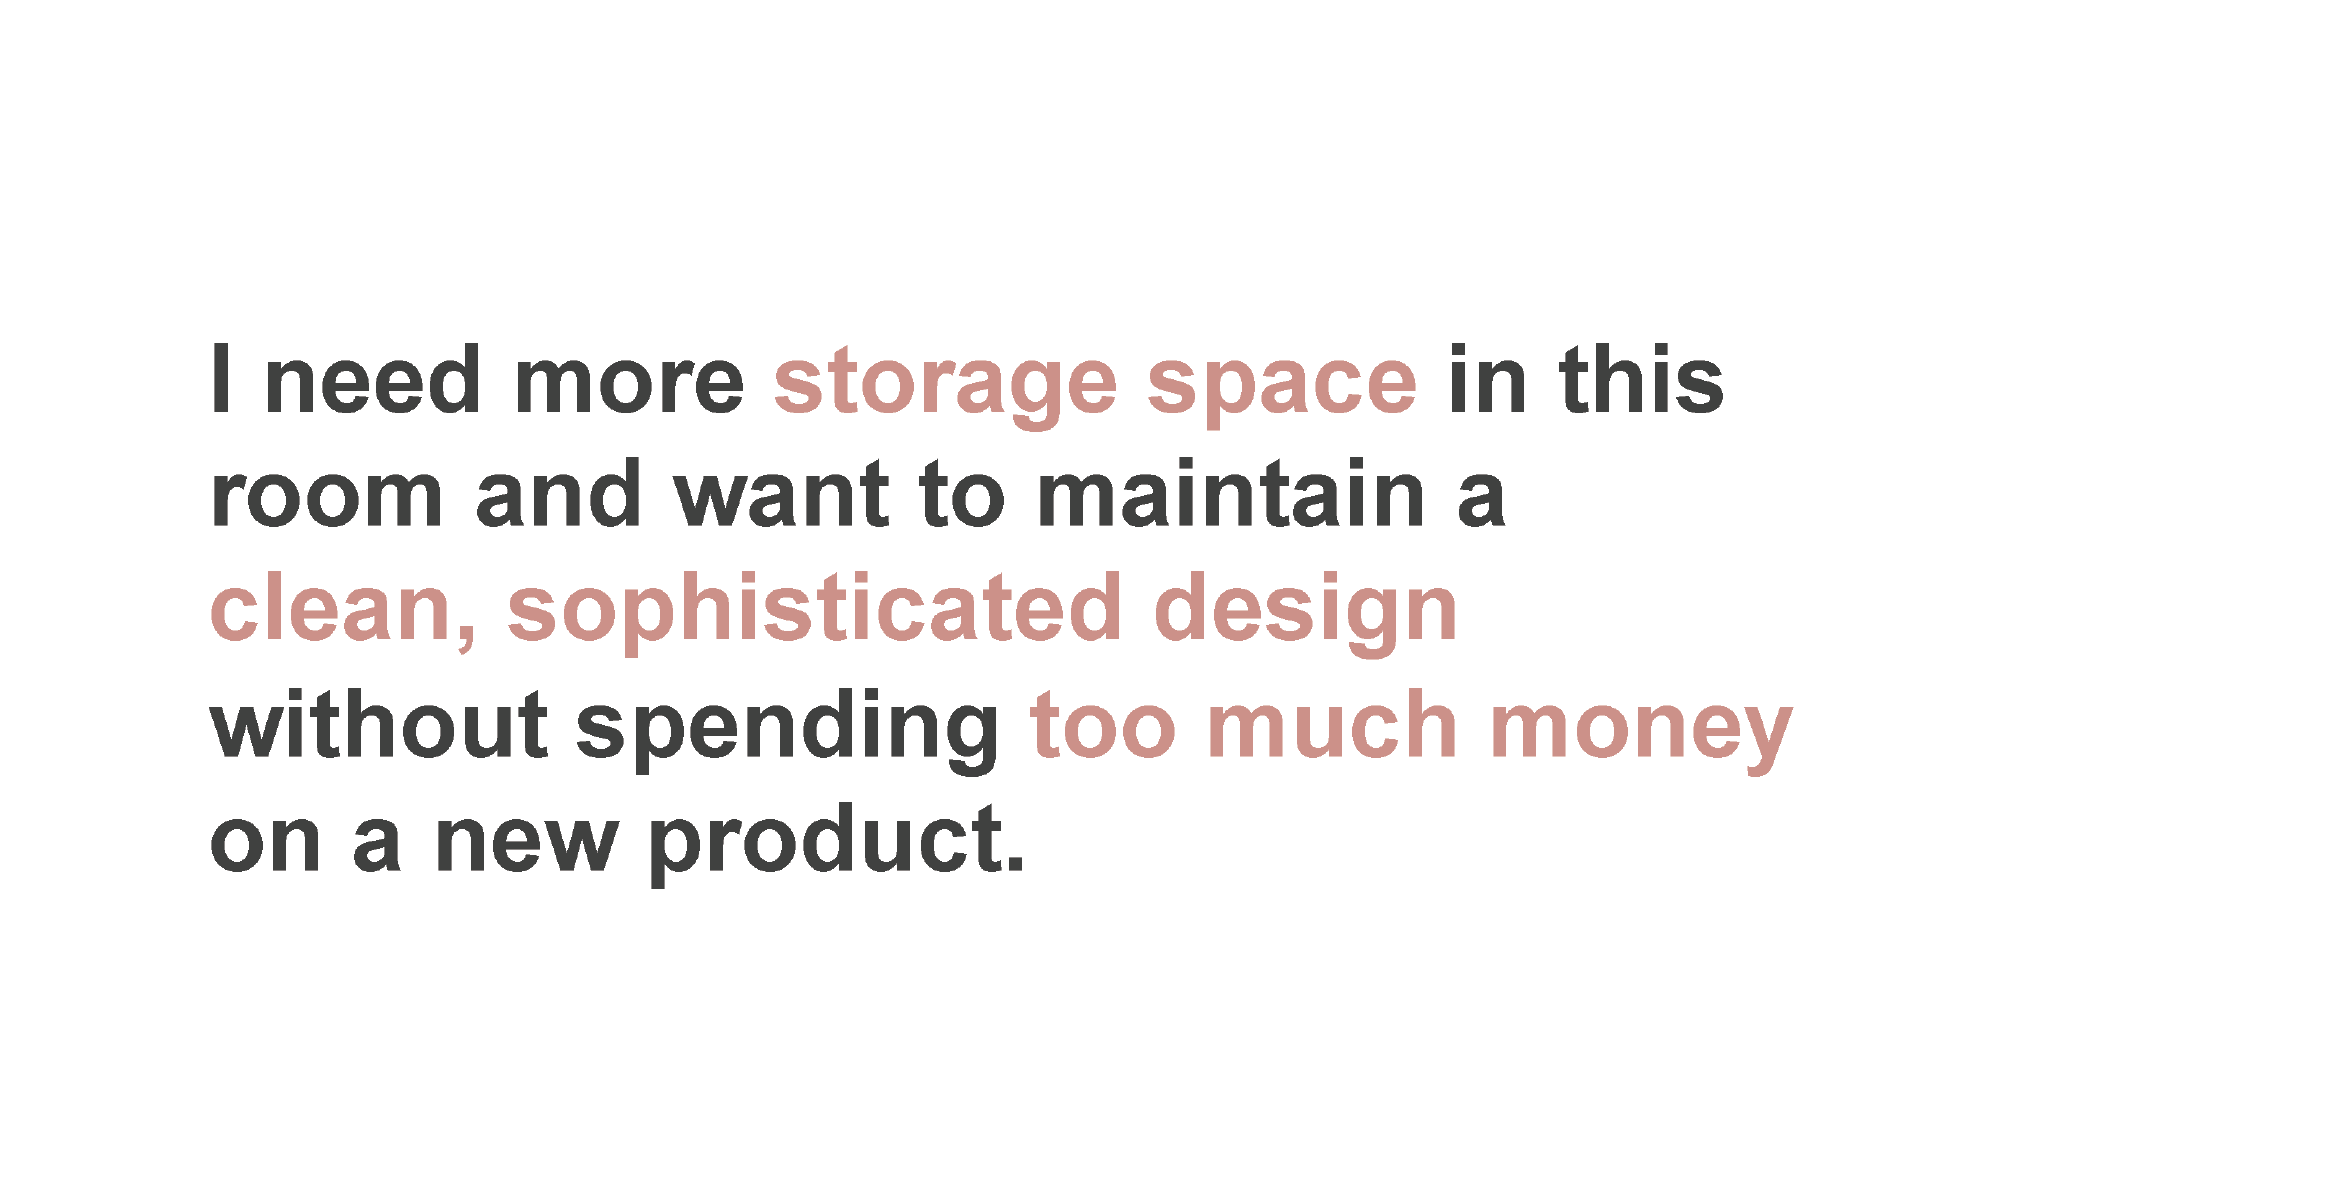 I need more storage space in this
room and want to maintain a
clean, sophisticated design
without spending too much money
on a new product.